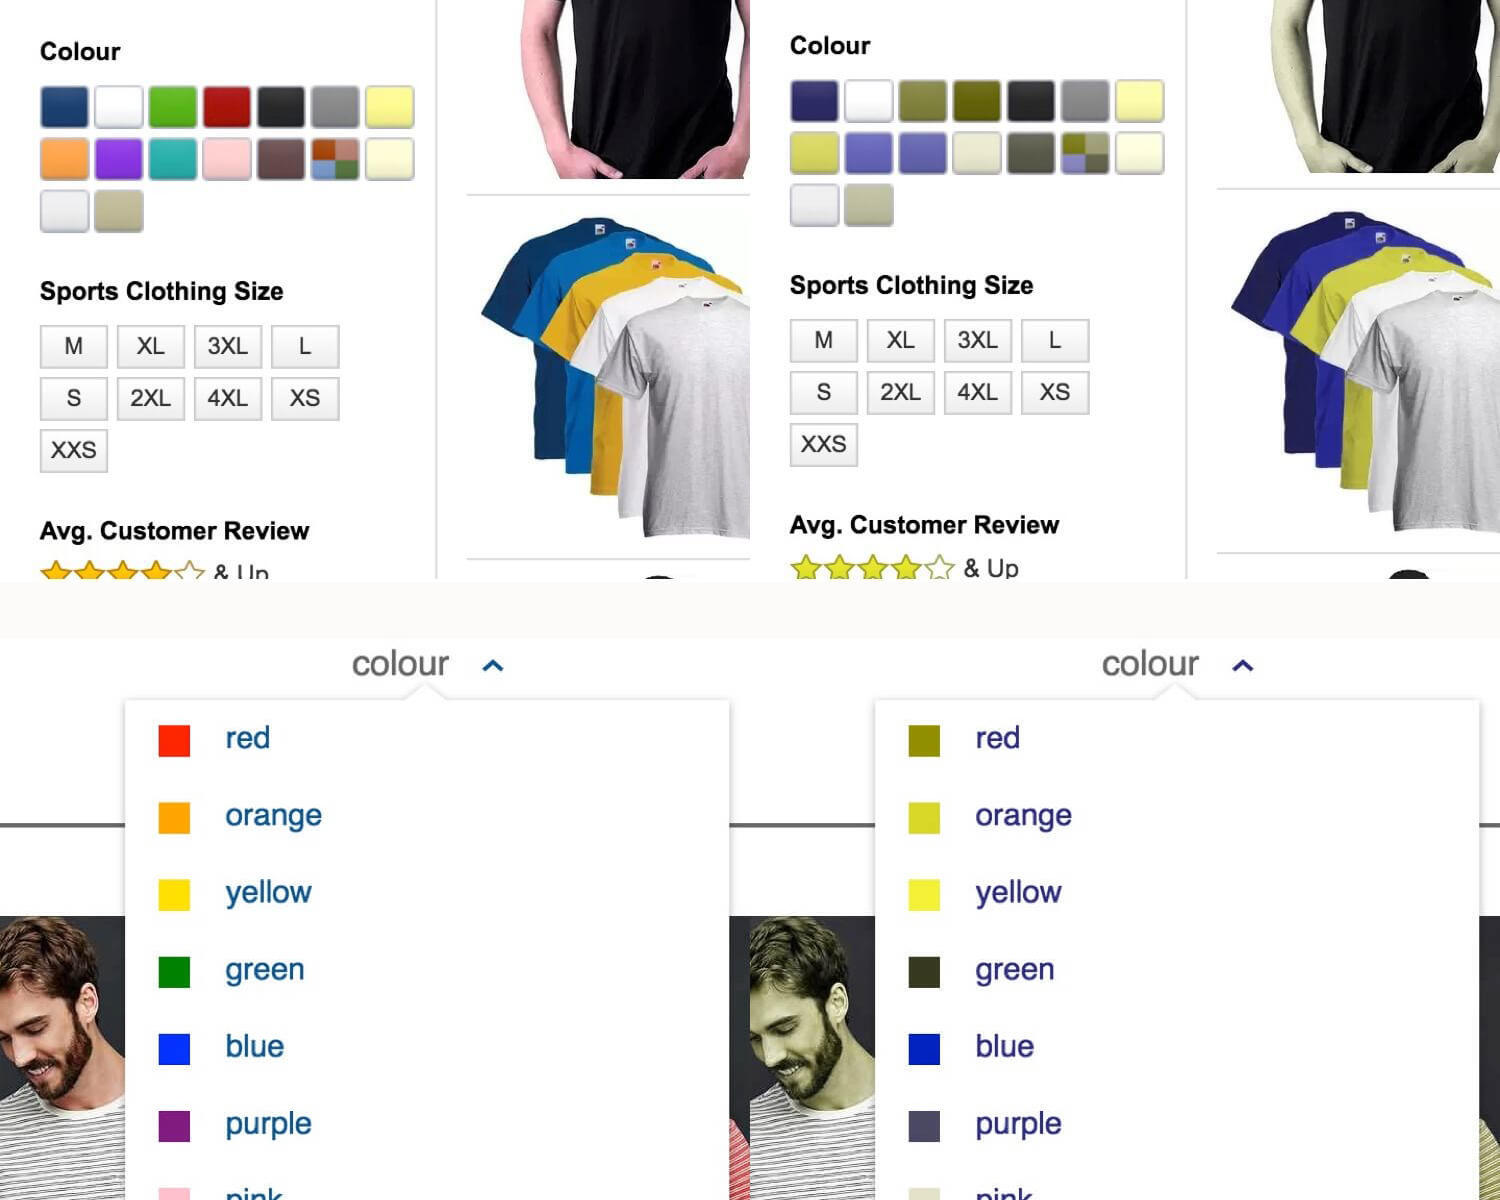 Colour
Sports Clothing Size
M XL 3XL L
S 2XL 4XL XS
XXS
Avg. Customer Review
& Up
Colour
Sports Clothing Size
M XL 3XL L
S 2XL 4XL XS
XXS
Avg. Customer Review
& Up
colour
red
orange
yellow
green
blue
purple
pink
colour
red
orange
yellow
green
blue
purple
pink